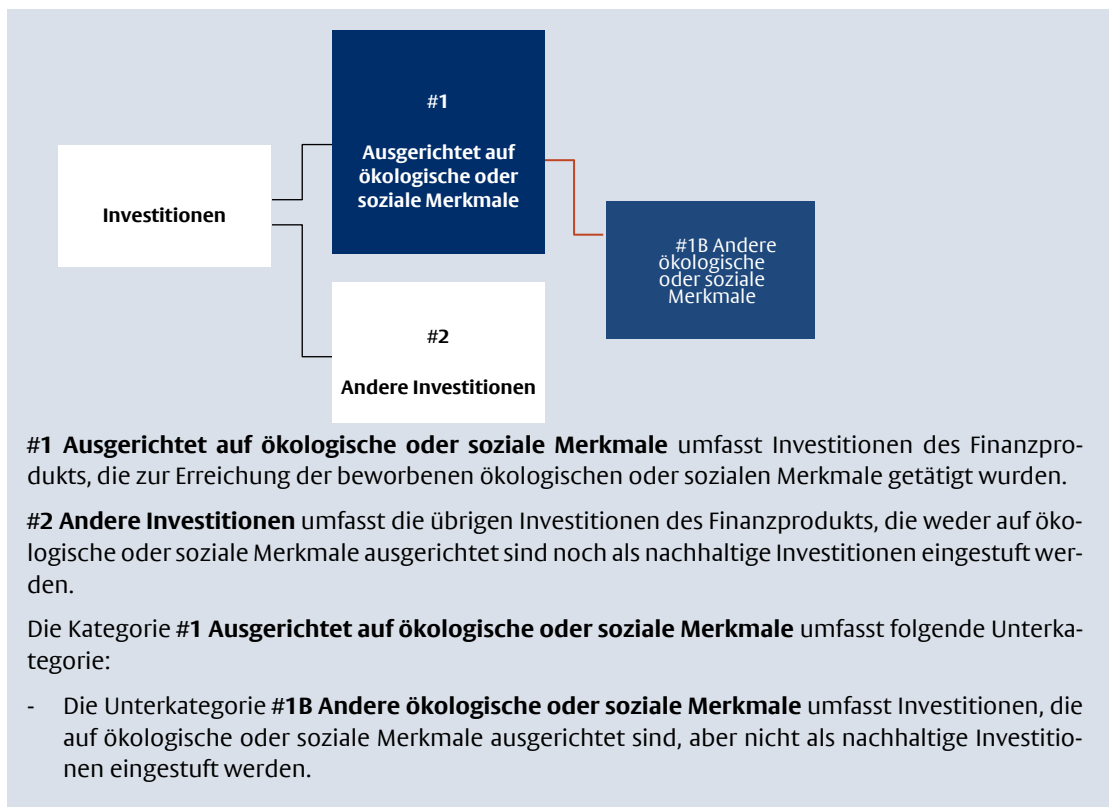 #1
Ausgerichtet auf
ökologische oder
soziale Merkmale
Investitionen
#1B Andere
ökologische
oder soziale
Merkmale
#2
Andere Investitionen
#1 Ausgerichtet auf ökologische oder soziale Merkmale umfasst Investitionen des Finanzpro-
dukts, die zur Erreichung der beworbenen ökologischen oder sozialen Merkmale getätigt wurden.
#2 Andere Investitionen umfasst die übrigen Investitionen des Finanzprodukts, die weder auf öko-
logische oder soziale Merkmale ausgerichtet sind noch als nachhaltige Investitionen eingestuft wer-
den.
Die Kategorie #1 Ausgerichtet auf ökologische oder soziale Merkmale umfasst folgende Unterka-
tegorie:
- Die Unterkategorie #1B Andere ökologische oder soziale Merkmale umfasst Investitionen, die
auf ökologische oder soziale Merkmale ausgerichtet sind, aber nicht als nachhaltige Investitio-
nen eingestuft werden.